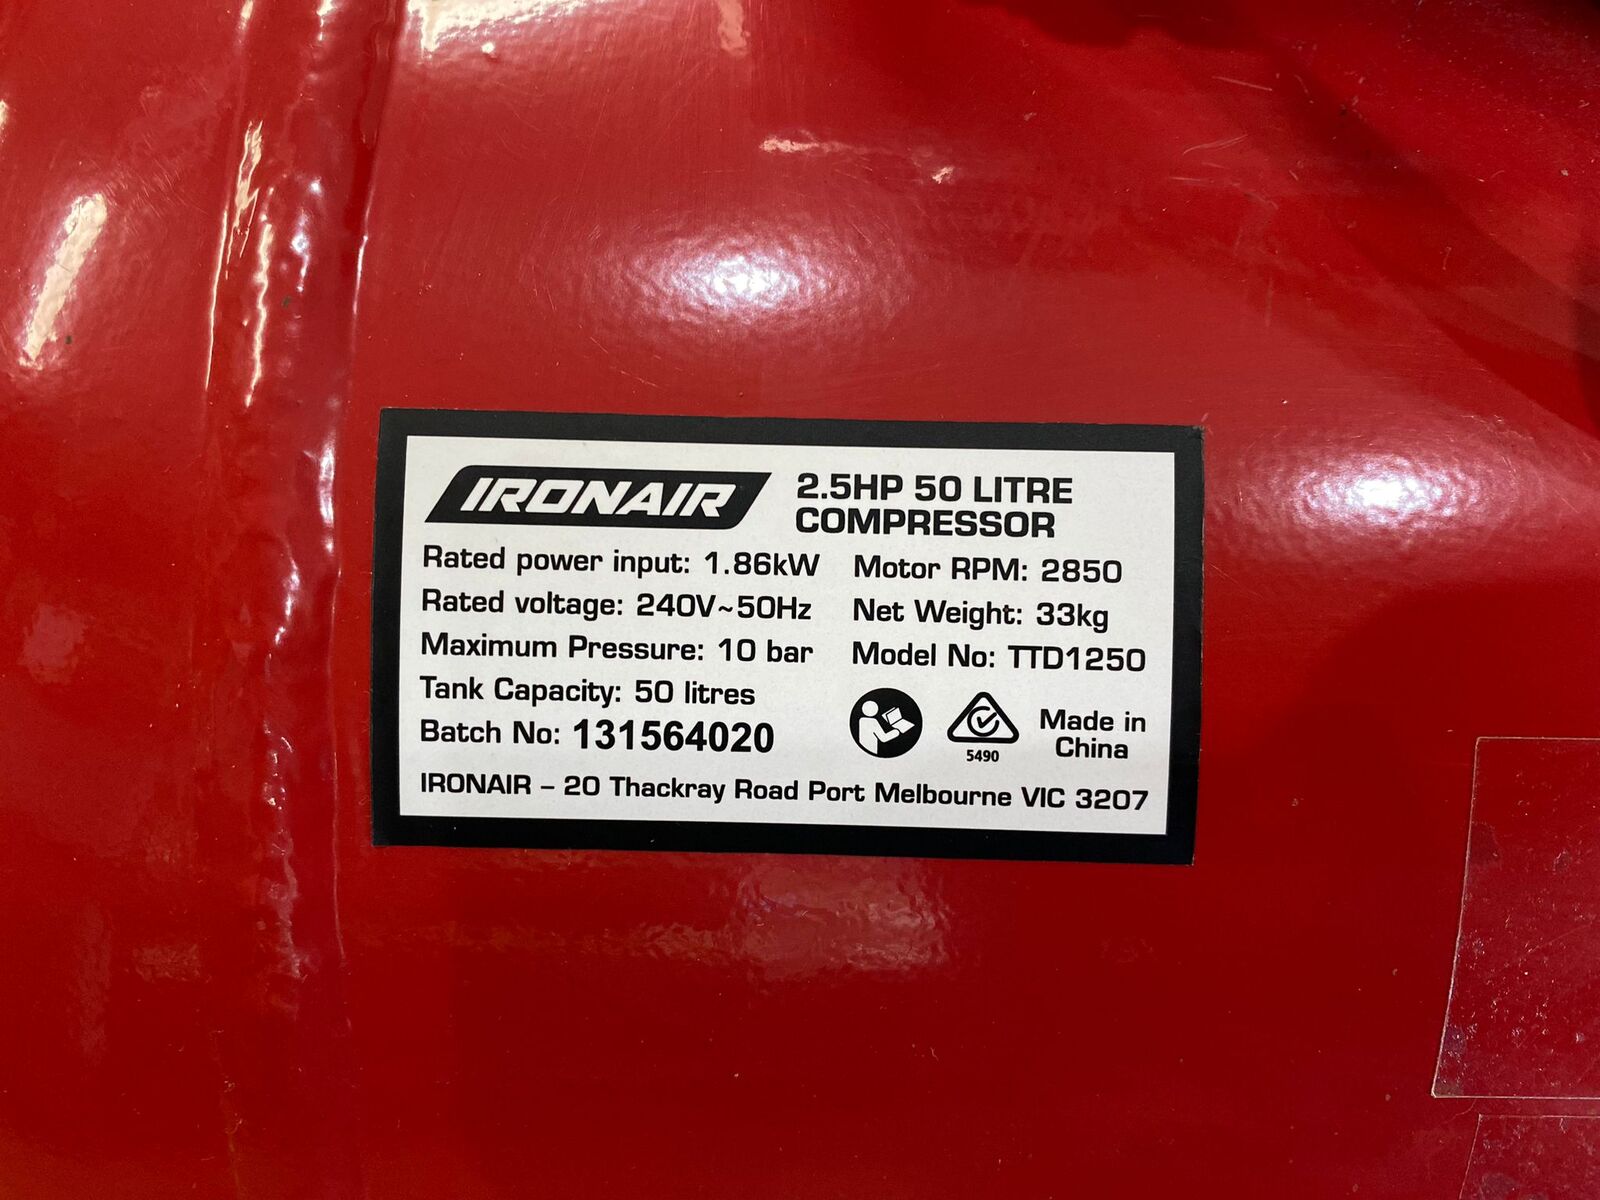 IRONAIR
2.5HP 50 LITRE
COMPRESSOR
Rated power input: 1.86kW
Rated voltage: 240V~50Hz
Maximum Pressure: 10 bar
Tank Capacity: 50 litres
Batch No: 131564020
Motor RPM: 2850
Net Weight: 33kg
Model No: TTD1250
5490
Made in
China
IRONAIR – 20 Thackray Road Port Melbourne VIC 3207